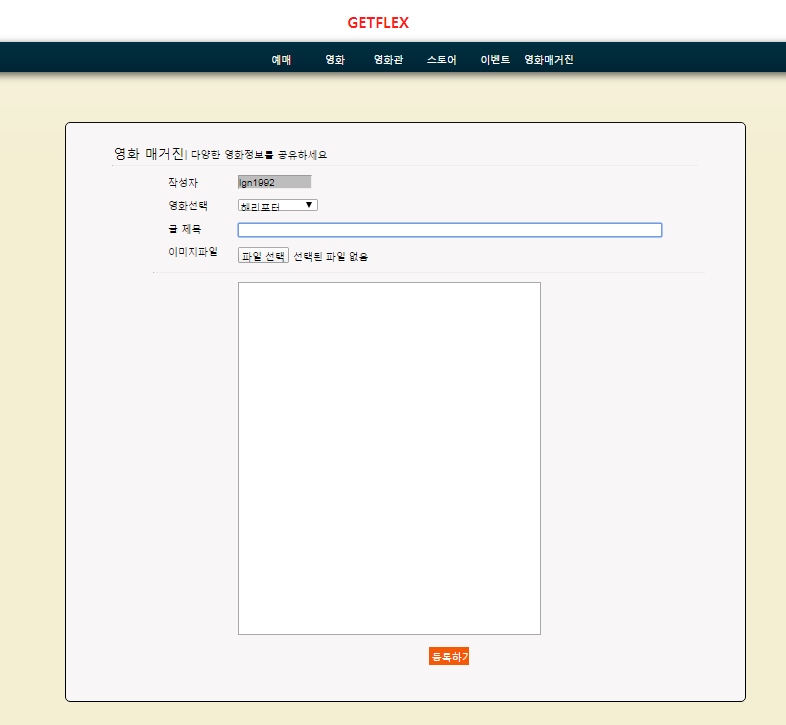 GETFLEX
예매 영화 영화관 스토어 이벤트 영화매거진
영화 매거진| 다양한 영화정보를 공유하세요
작성자 lgn1992
영화선택 해리포터 ▼
글 제목
이미지파일 파일 선택 선택된 파일 없음
등록하기